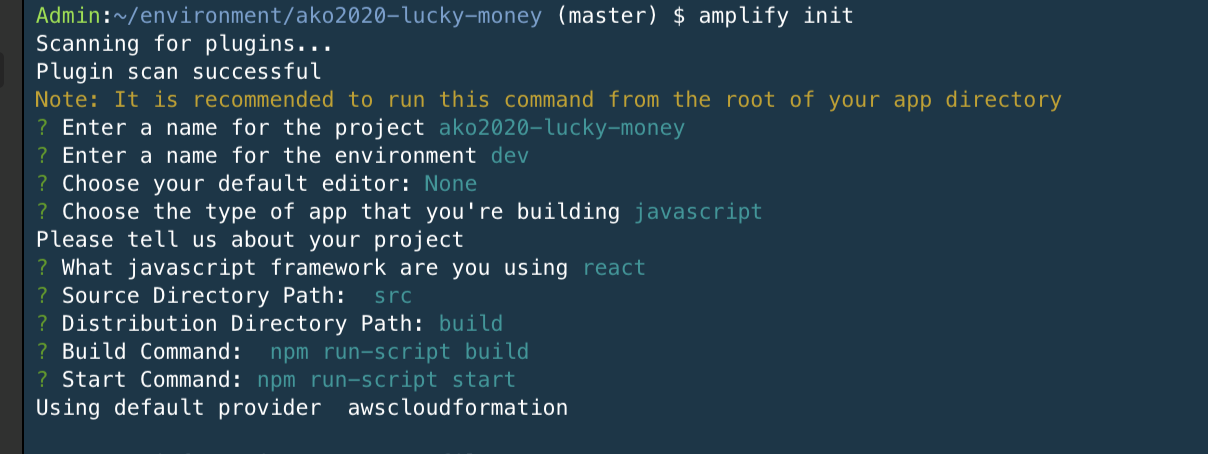 Admin:~/environment/ako2020-lucky-money (master) $ amplify init
Scanning for plugins...
Plugin scan successful
Note: It is recommended to run this command from the root of your app directory
? Enter a name for the project ako2020-lucky-money
? Enter a name for the environment dev
? Choose your default editor: None
? Choose the type of app that you're building javascript
Please tell us about your project
? What javascript framework are you using react
? Source Directory Path:  src
? Distribution Directory Path: build
? Build Command:  npm run-script build
? Start Command: npm run-script start
Using default provider  awscloudformation